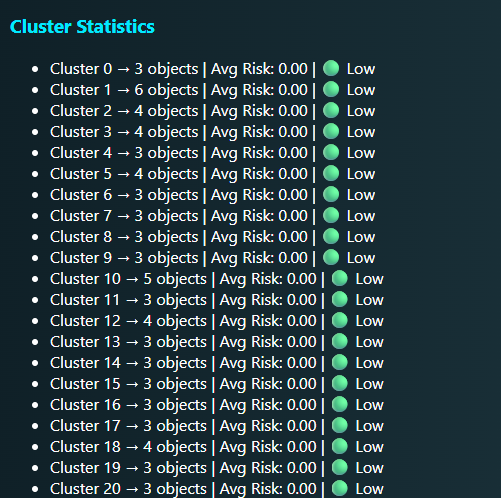 Cluster Statistics
• Cluster 0 → 3 objects | Avg Risk: 0.00 | 🟢 Low
• Cluster 1 → 6 objects | Avg Risk: 0.00 | 🟢 Low
• Cluster 2 → 4 objects | Avg Risk: 0.00 | 🟢 Low
• Cluster 3 → 4 objects | Avg Risk: 0.00 | 🟢 Low
• Cluster 4 → 3 objects | Avg Risk: 0.00 | 🟢 Low
• Cluster 5 → 4 objects | Avg Risk: 0.00 | 🟢 Low
• Cluster 6 → 3 objects | Avg Risk: 0.00 | 🟢 Low
• Cluster 7 → 3 objects | Avg Risk: 0.00 | 🟢 Low
• Cluster 8 → 3 objects | Avg Risk: 0.00 | 🟢 Low
• Cluster 9 → 3 objects | Avg Risk: 0.00 | 🟢 Low
• Cluster 10 → 5 objects | Avg Risk: 0.00 | 🟢 Low
• Cluster 11 → 3 objects | Avg Risk: 0.00 | 🟢 Low
• Cluster 12 → 4 objects | Avg Risk: 0.00 | 🟢 Low
• Cluster 13 → 3 objects | Avg Risk: 0.00 | 🟢 Low
• Cluster 14 → 3 objects | Avg Risk: 0.00 | 🟢 Low
• Cluster 15 → 3 objects | Avg Risk: 0.00 | 🟢 Low
• Cluster 16 → 3 objects | Avg Risk: 0.00 | 🟢 Low
• Cluster 17 → 3 objects | Avg Risk: 0.00 | 🟢 Low
• Cluster 18 → 4 objects | Avg Risk: 0.00 | 🟢 Low
• Cluster 19 → 3 objects | Avg Risk: 0.00 | 🟢 Low
• Cluster 20 → 3 objects | Avg Risk: 0.00 | 🟢 Low